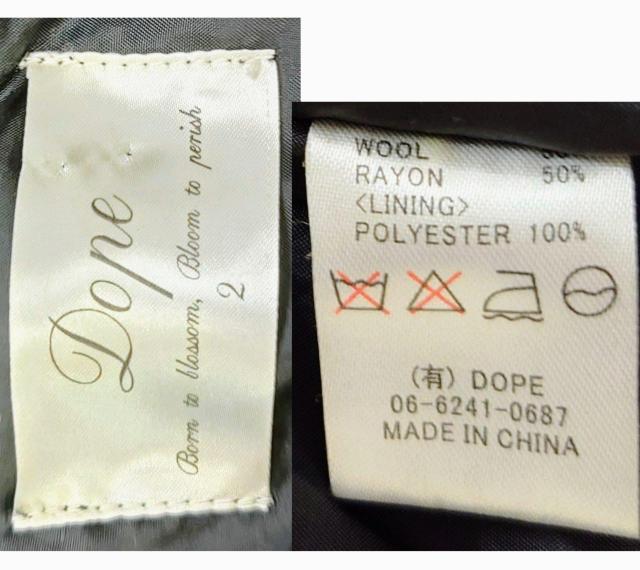 Dope
Born to blossom, Bloom to perish
2
WOOL
RAYON 50%
<LINING>
POLYESTER 100%
(有) DOPE
06-6241-0687
MADE IN CHINA